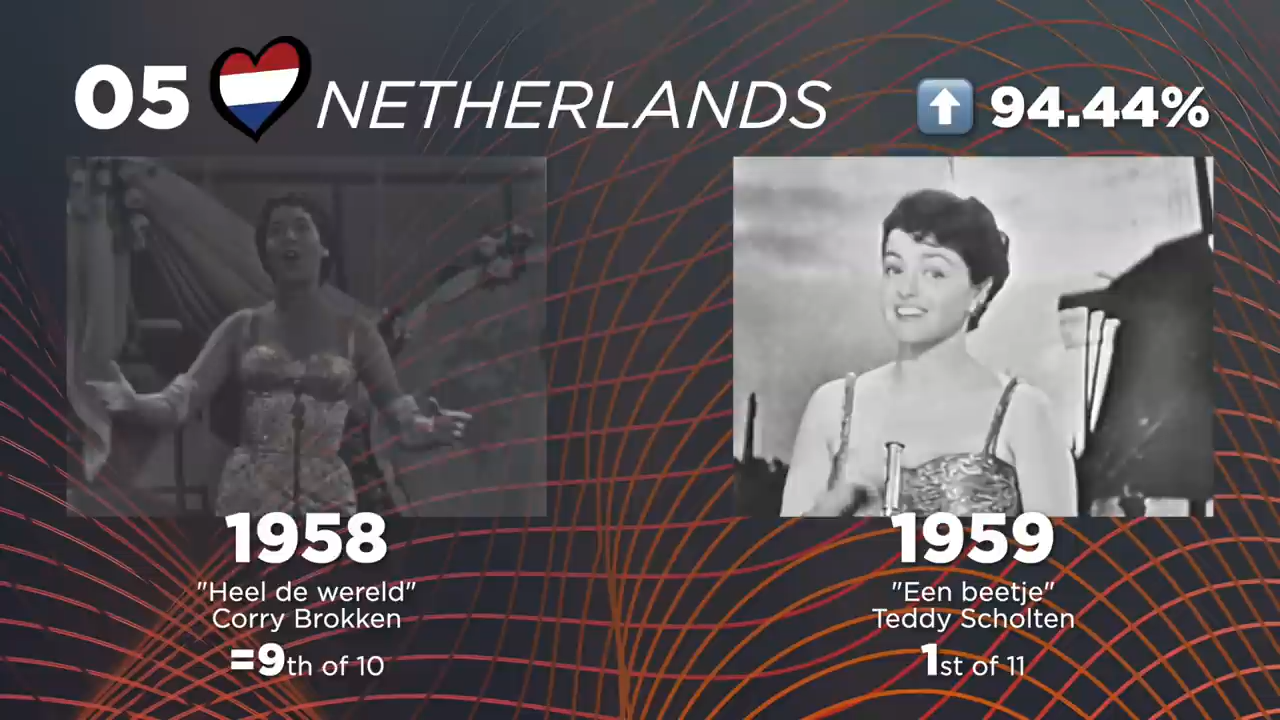 05 NETHERLANDS
⬆ 94.44%
1958
"Heel de wereld"
Corry Brokken
=9th of 10
1959
"Een beetje"
Teddy Scholten
1st of 11